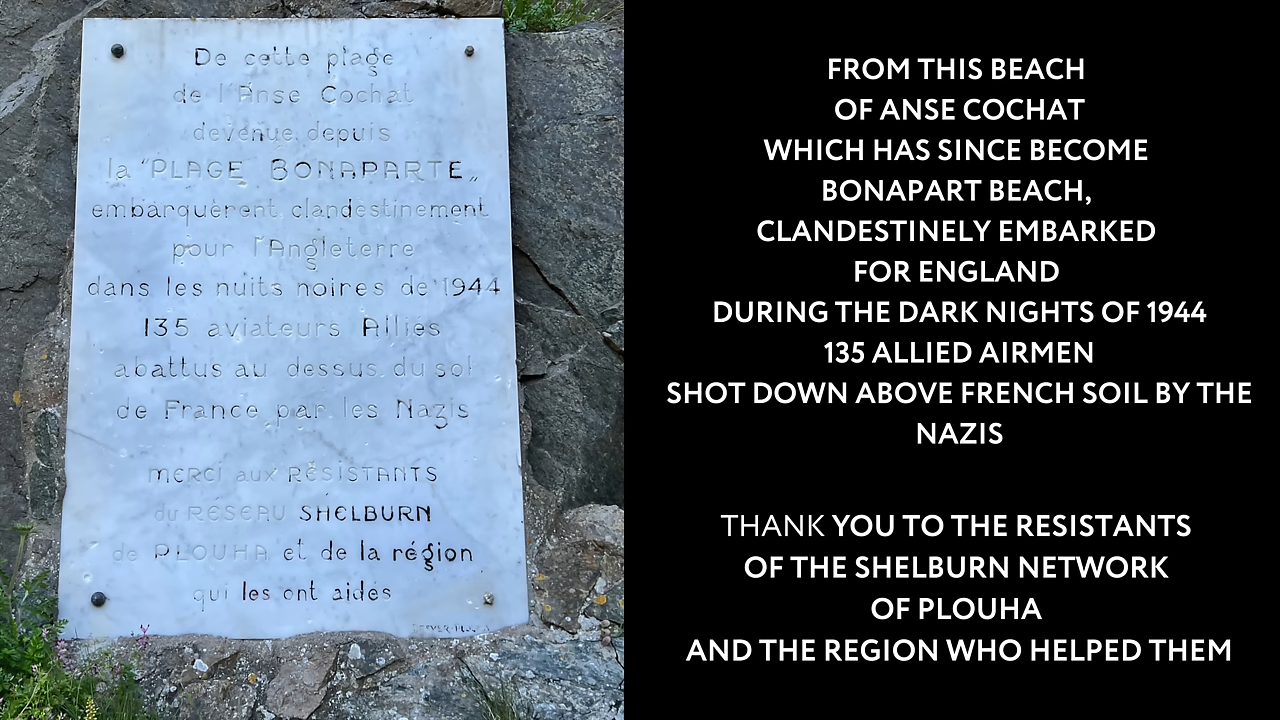 De cette plage
de l'Anse Cochat
devenue depuis
la "PLAGE BONAPARTE„
embarquèrent clandestinement
pour l'Angleterre
dans les nuits noires de 1944
135 aviateurs Alliés
abattus au dessus du sol
de France par les Nazis
MERCI aux RÉSISTANTS
du RÉSEAU SHELBURN
de PLOUHA et de la région
qui les ont aidés
FROM THIS BEACH
OF ANSE COCHAT
WHICH HAS SINCE BECOME
BONAPART BEACH,
CLANDESTINELY EMBARKED
FOR ENGLAND
DURING THE DARK NIGHTS OF 1944
135 ALLIED AIRMEN
SHOT DOWN ABOVE FRENCH SOIL BY THE
NAZIS
THANK YOU TO THE RESISTANTS
OF THE SHELBURN NETWORK
OF PLOUHA
AND THE REGION WHO HELPED THEM